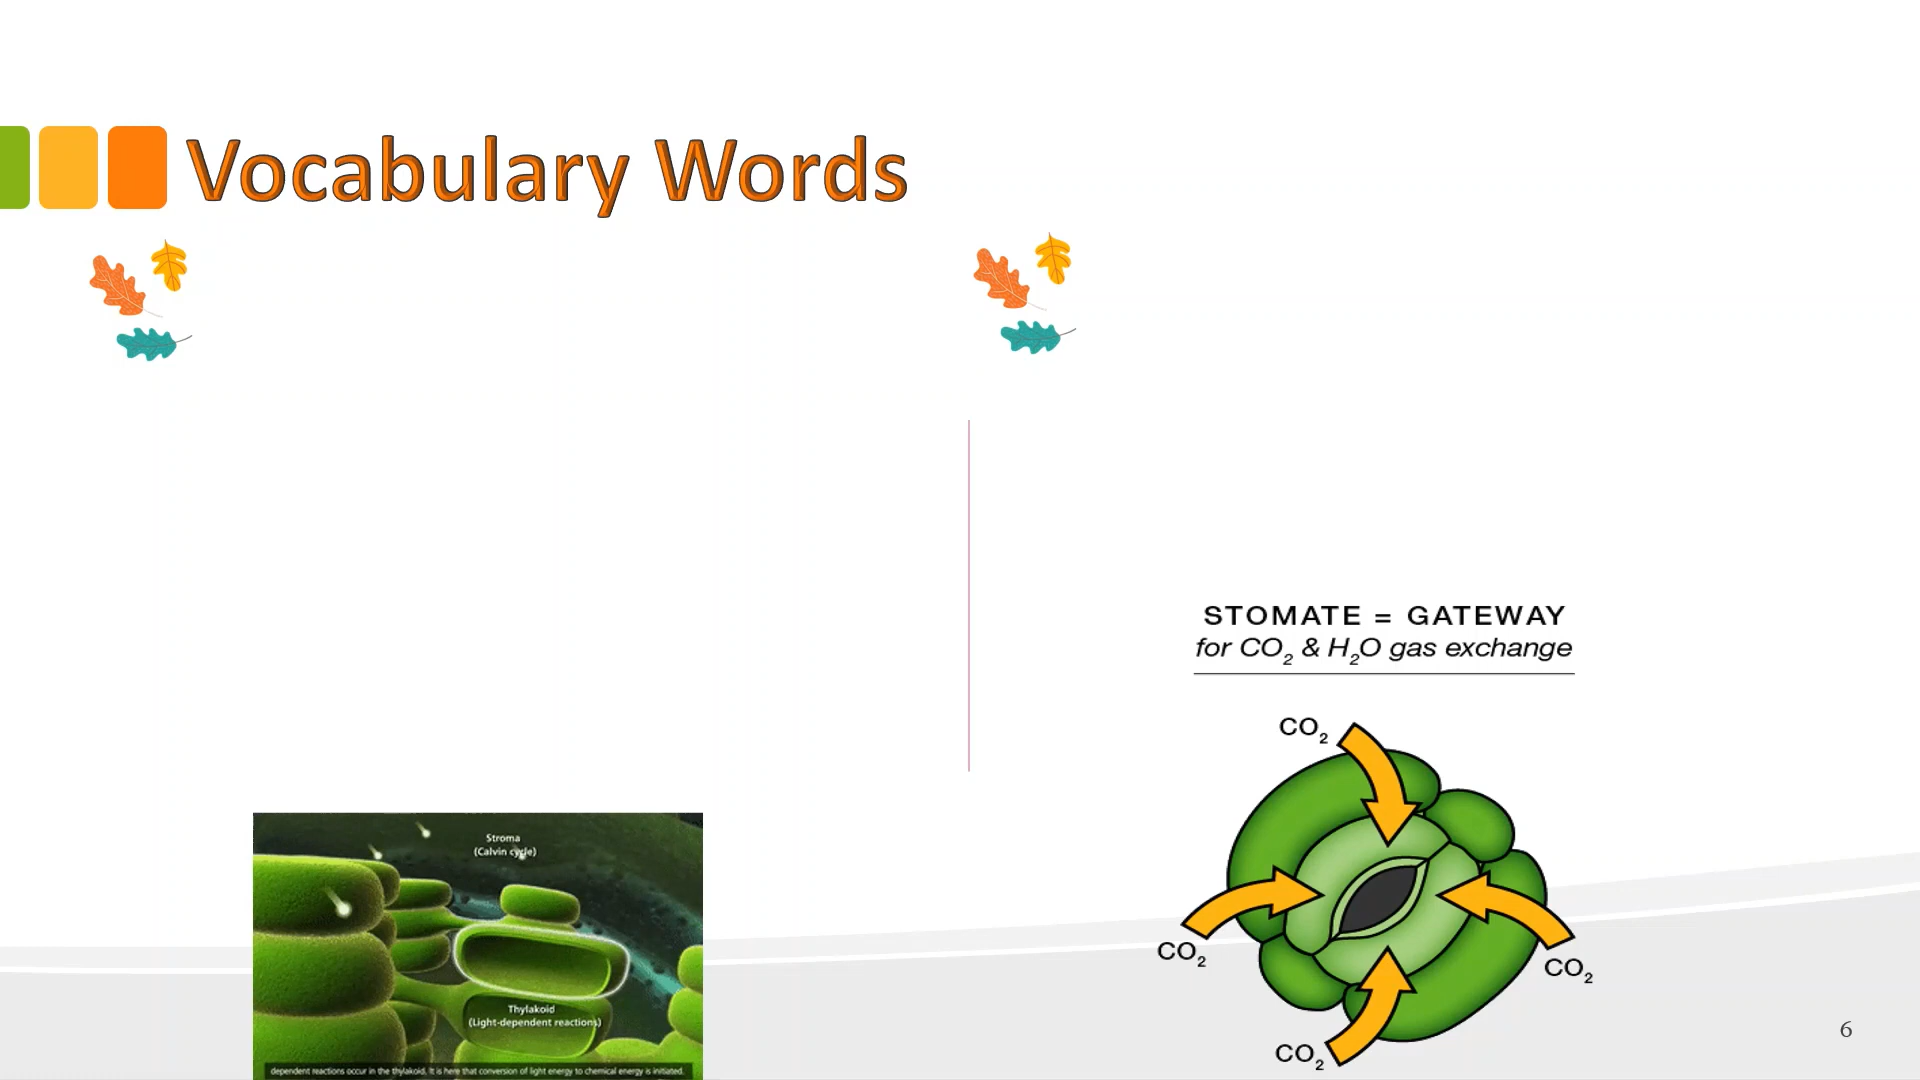 Vocabulary Words
Stroma
(Calvin cycle)
Thylakoid
(Light-dependent reactions)
dependent reactions occur in the thylakoid. It is here that conversion of light energy to chemical energy is initiated.
STOMATE = GATEWAY
for CO₂ & H₂O gas exchange
CO₂
CO₂
CO₂
CO₂
6